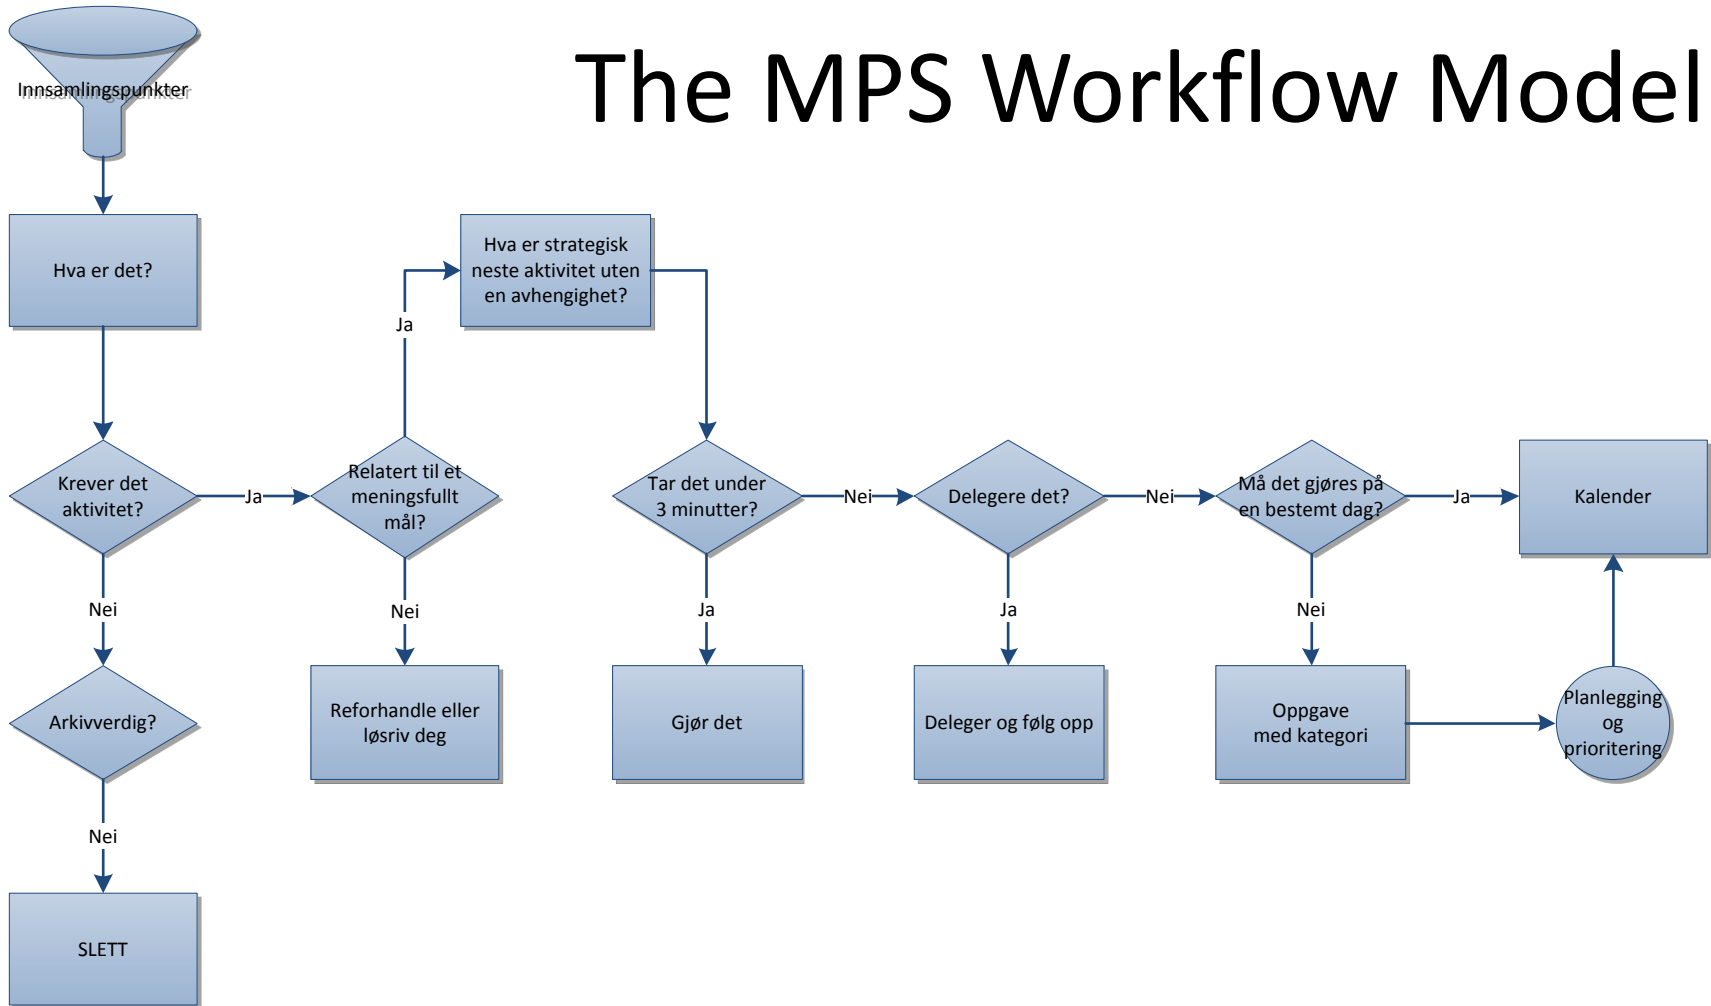 The MPS Workflow Model
Innsamlingspunkter
Hva er det?
Hva er strategisk
neste aktivitet uten
en avhengighet?
Ja
Krever det
aktivitet?
Ja
Relatert til et
meningsfullt
mål?
Tar det under
3 minutter?
Nei
Delegere det?
Nei
Må det gjøres på
en bestemt dag?
Ja
Kalender
Nei
Nei
Ja
Ja
Nei
Arkivverdig?
Reforhandle eller
løsriv deg
Gjør det
Deleger og følg opp
Oppgave
med kategori
Planlegging
og
prioritering
Nei
SLETT